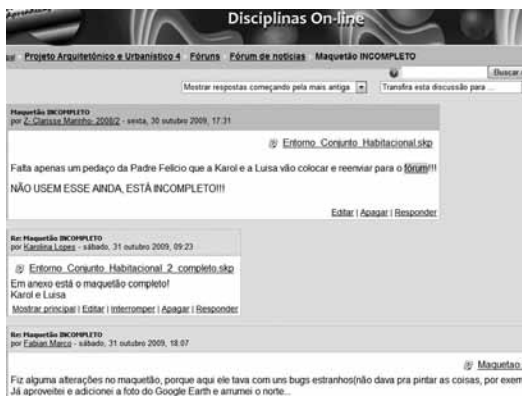 Aprendizagem
Disciplinas On-line
Projeto Arquitetônico e Urbanístico 4 Fóruns Fórum de notícias Maquetão INCOMPLETO
Buscar
Mostrar respostas começando pela mais antiga Transfira esta discussão para ...
Maquetão INCOMPLETO
por Z- Clarisse Marinho- 2008/2 - sexta, 30 outubro 2009, 17:31
Entorno_Conjunto_Habitacional.skp
Falta apenas um pedaço da Padre Felicio que a Karol e a Luisa vão colocar e reenviar para o fórum!!!
NÃO USEM ESSE AINDA, ESTÁ INCOMPLETO!!!!
Editar | Apagar | Responder
Re: Maquetão INCOMPLETO
por Karolina Lopes - sábado, 31 outubro 2009, 09:23
Entorno_Conjunto_Habitacional_2_completo.skp
Em anexo está o maquetão completo!
Karol e Luisa
Mostrar principal | Editar | Interromper | Apagar | Responder
Re: Maquetão INCOMPLETO
por Fabian Marco - sábado, 31 outubro 2009, 18:07
Maquetao
Fiz alguma alterações no maquetão, porque aqui ele tava com uns bugs estranhos(não dava pra pintar as coisas, por exem
Já aproveitei e adicionei a foto do Google Earth e arrumei o norte...